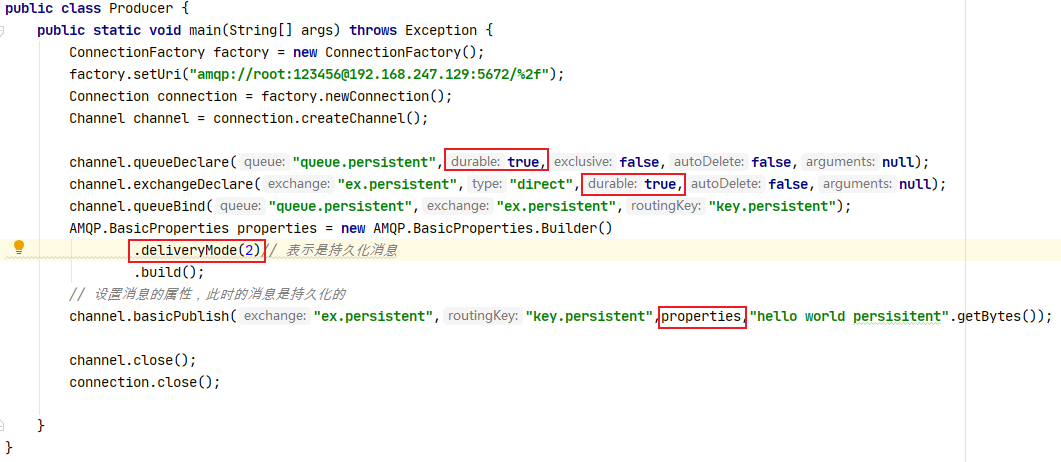 public class Producer {
public static void main(String[] args) throws Exception {
ConnectionFactory factory = new ConnectionFactory();
factory.setUri("amqp://root:123456@192.168.247.129:5672/%2f");
Connection connection = factory.newConnection();
Channel channel = connection.createChannel();
channel.queueDeclare( queue: "queue.persistent", durable: true, exclusive: false, autoDelete: false, arguments: null);
channel.exchangeDeclare( exchange: "ex.persistent", type: "direct", durable: true, autoDelete: false, arguments: null);
channel.queueBind( queue: "queue.persistent", exchange: "ex.persistent", routingKey: "key.persistent");
AMQP.BasicProperties properties = new AMQP.BasicProperties.Builder()
.deliveryMode(2)// 表示是持久化消息
.build();
// 设置消息的属性，此时的消息是持久化的
channel.basicPublish( exchange: "ex.persistent", routingKey: "key.persistent",properties,"hello world persisitent".getBytes());
channel.close();
connection.close();
}
}